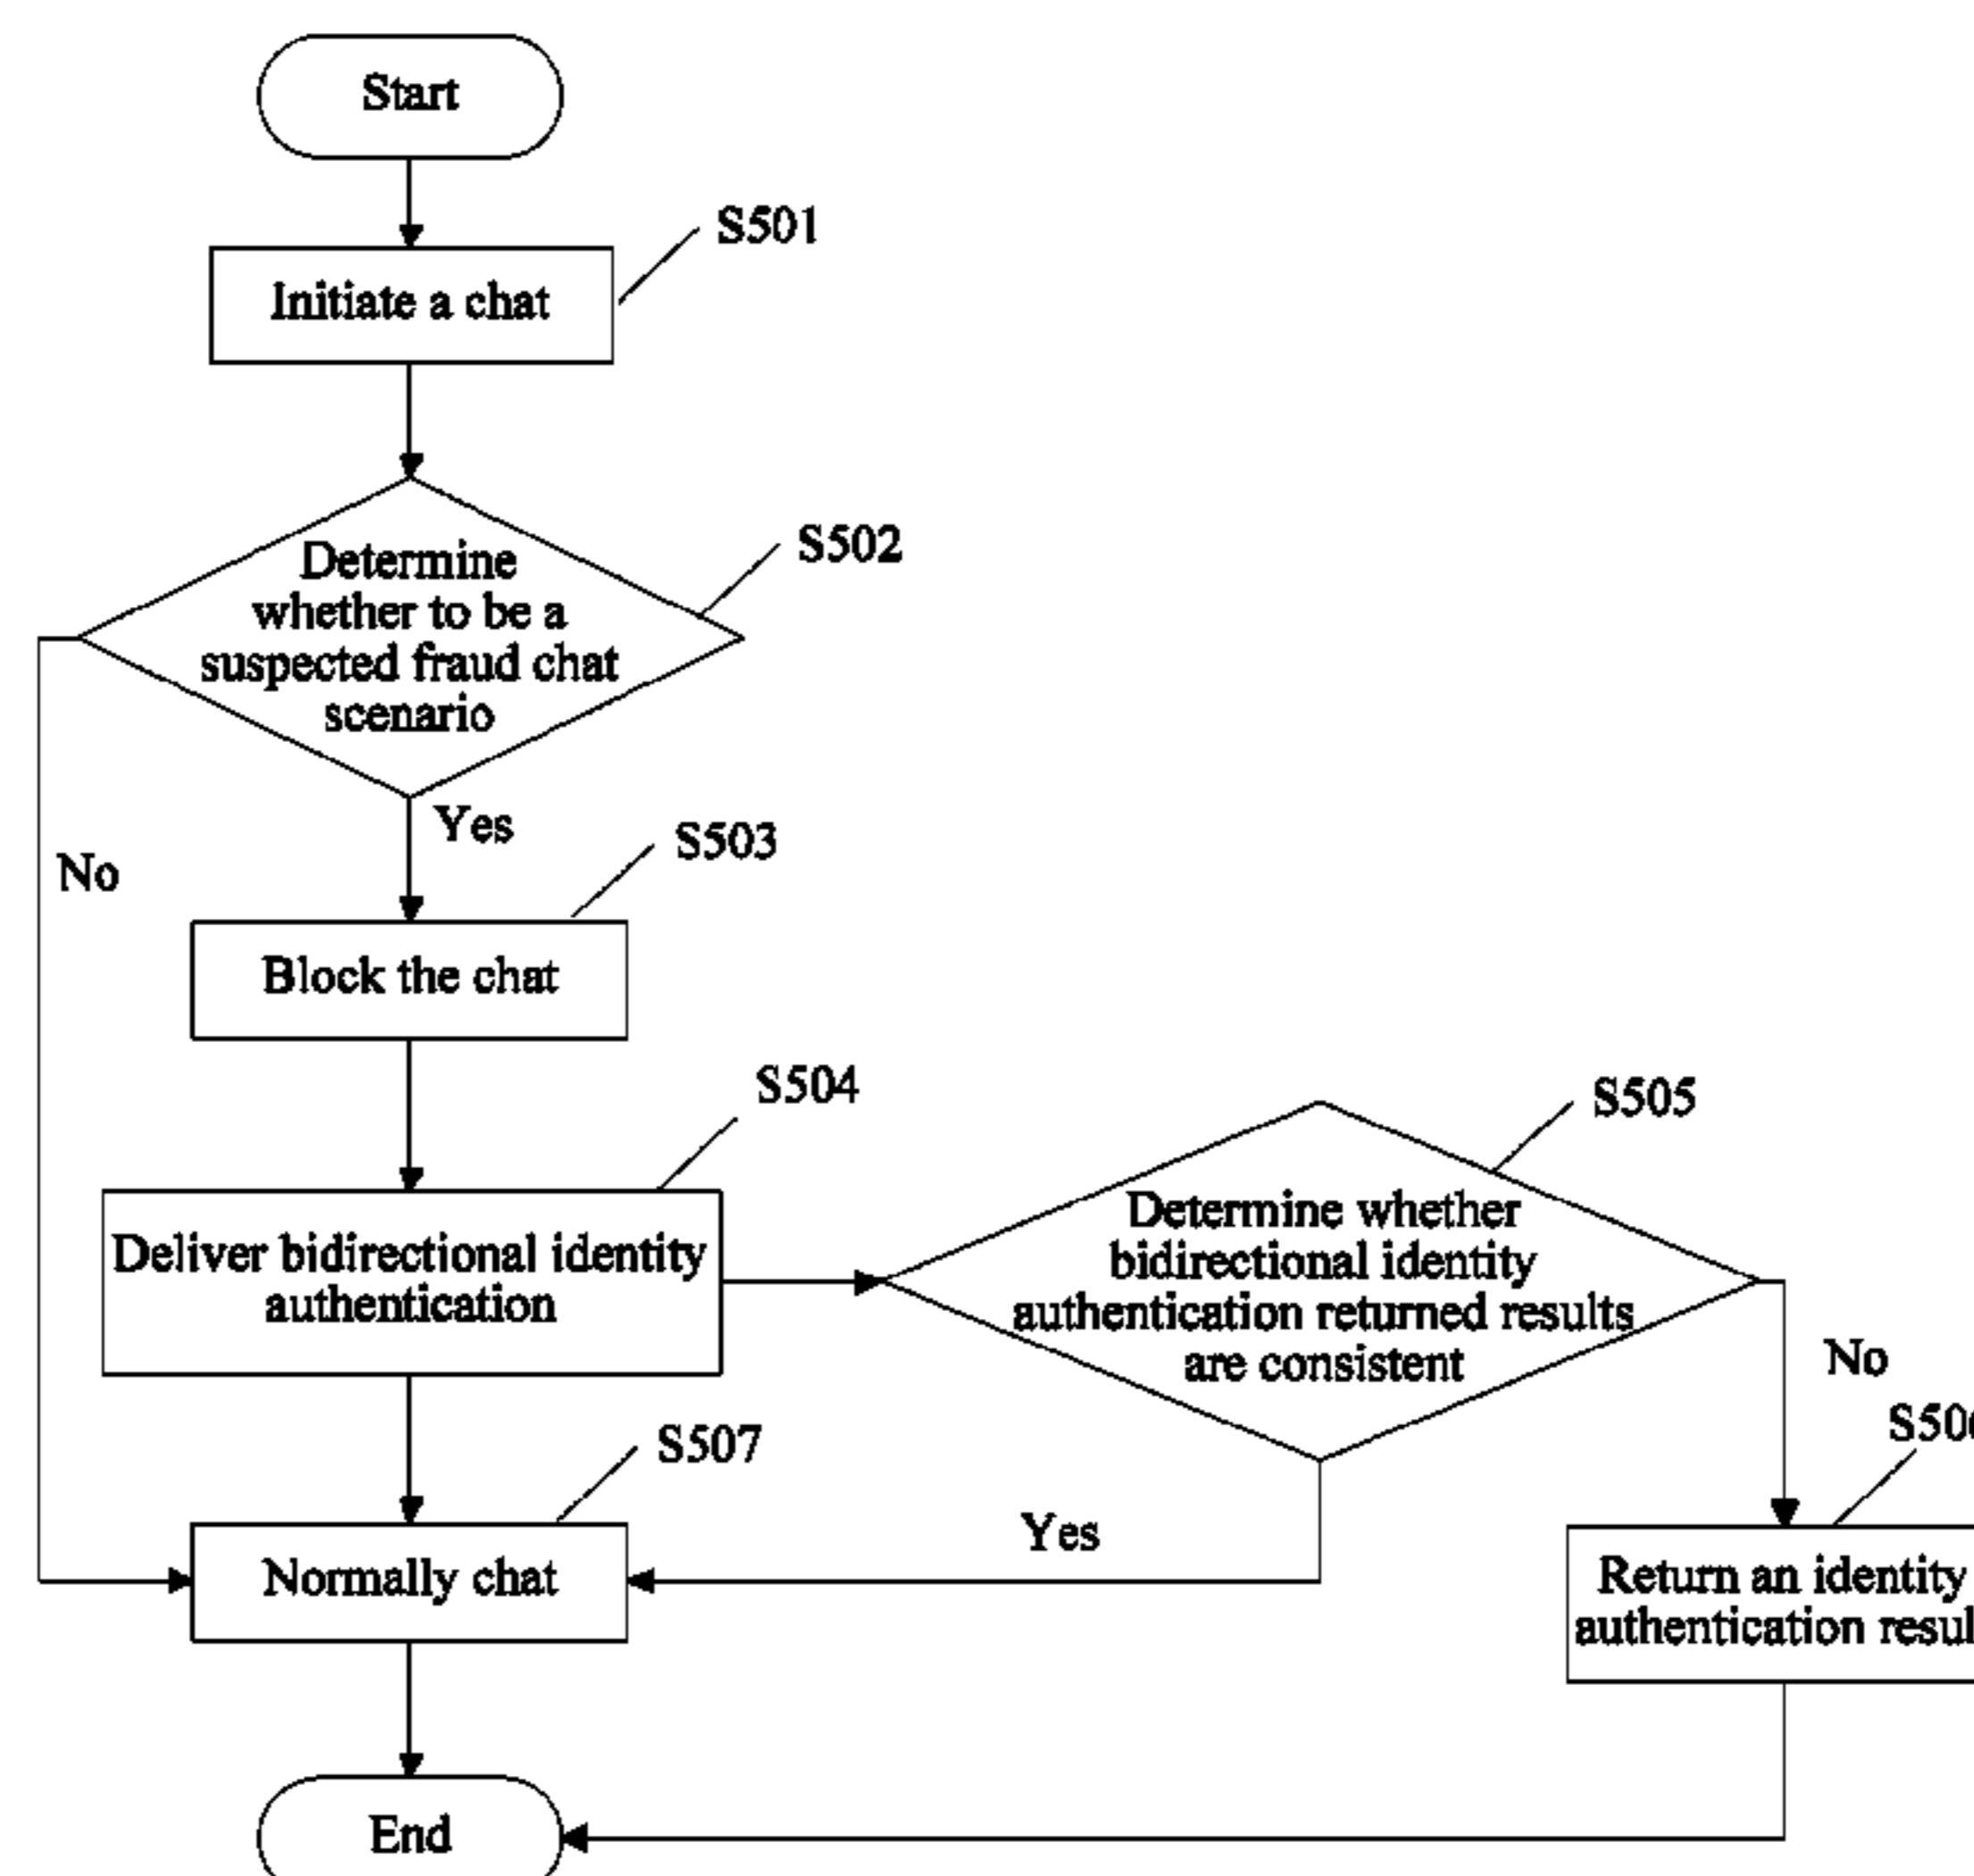 Start
S501
Initiate a chat
S502
Determine
whether to be a
suspected fraud chat
scenario
Yes
No
S503
Block the chat
S504
Deliver bidirectional identity
authentication
S505
Determine whether
bidirectional identity
authentication returned results
are consistent
No
S507
Yes
Normally chat
Return an identity
authentication
End